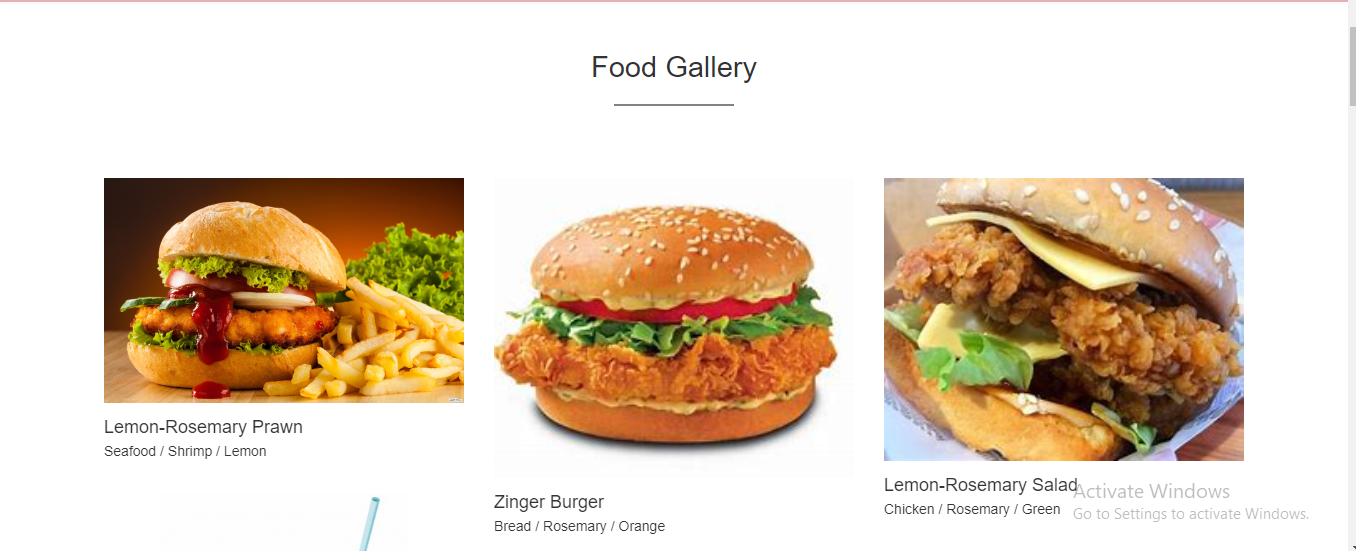 Food Gallery
Lemon-Rosemary Prawn
Seafood / Shrimp / Lemon
Zinger Burger
Bread / Rosemary / Orange
Lemon-Rosemary Salad
Chicken / Rosemary / Green
Activate Windows
Go to Settings to activate Windows.